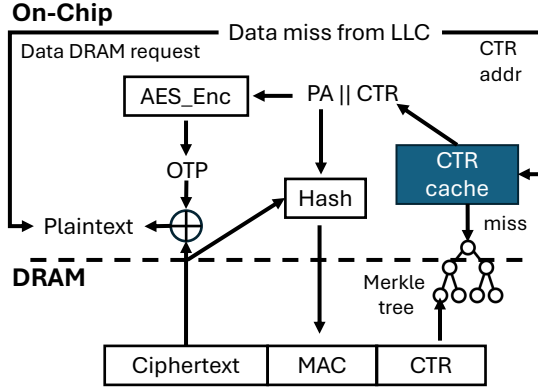 On-Chip
Data miss from LLC
Data DRAM request
CTR
addr
AES_Enc
PA || CTR
OTP
CTR
cache
Hash
Plaintext
miss
DRAM
Merkle
tree
Ciphertext
MAC
CTR